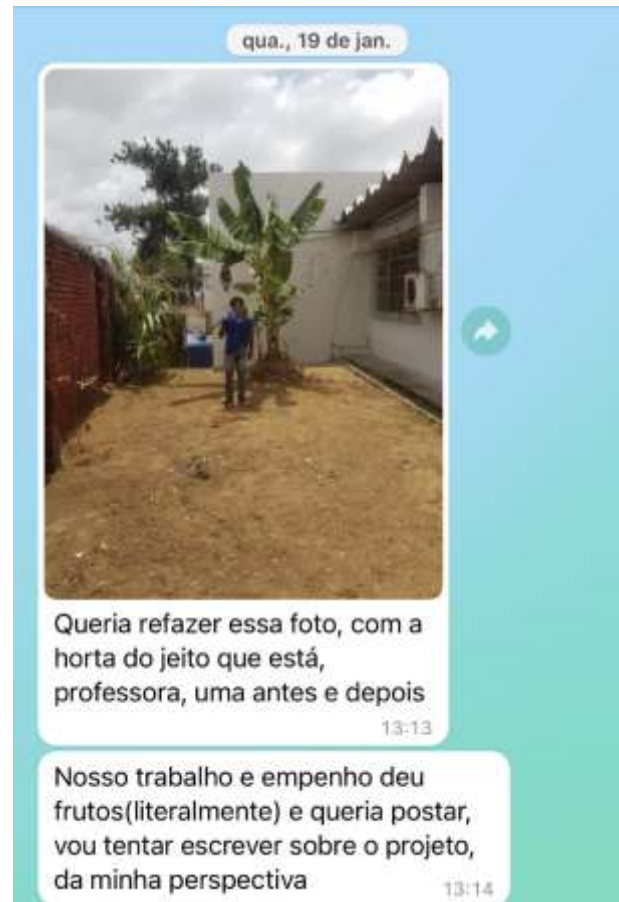 qua., 19 de jan.
Queria refazer essa foto, com a
horta do jeito que está,
professora, uma antes e depois
13:13
Nosso trabalho e empenho deu
frutos(literalmente) e queria postar,
vou tentar escrever sobre o projeto,
da minha perspectiva
13:14